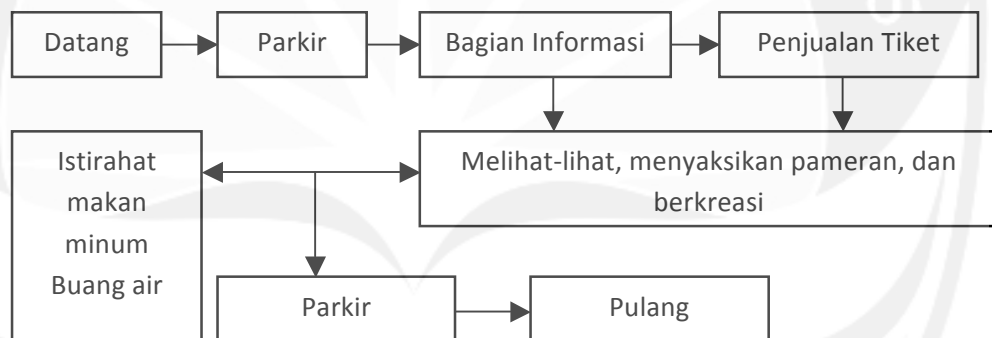 Datang
Parkir
Bagian Informasi
Penjualan Tiket
Istirahat
makan
minum
Buang air
Melihat-lihat, menyaksikan pameran, dan
berkreasi
Parkir
Pulang